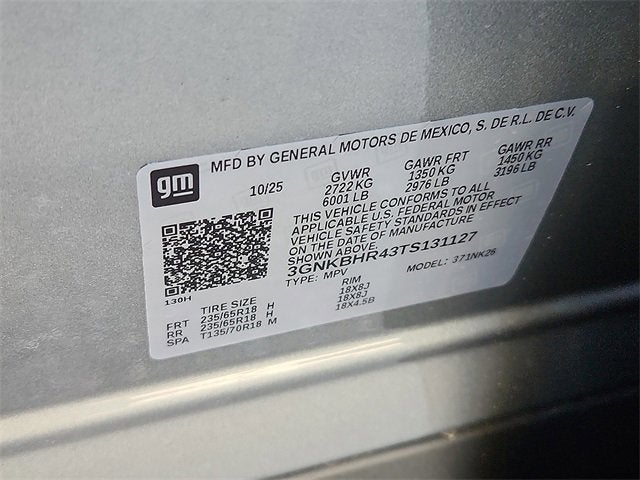 gm
MFD BY GENERAL MOTORS DE MEXICO, S. DE R.L. DE C.V.
10/25 GVWR GAWR FRT GAWR RR
2722 KG 1350 KG 1450 KG
6001 LB 2976 LB 3196 LB
THIS VEHICLE CONFORMS TO ALL
APPLICABLE U.S. FEDERAL MOTOR
VEHICLE SAFETY STANDARDS IN EFFECT
ON THE DATE OF MANUFACTURE
SHOWN ABOVE.
3GNKBHR43TS131127
TYPE: MPV MODEL: 371NK26
130H
TIRE SIZE RIM
FRT 235/65R18 H 18X8J
RR 235/65R18 H 18X8J
SPA T135/70R18 M 18X4.5B